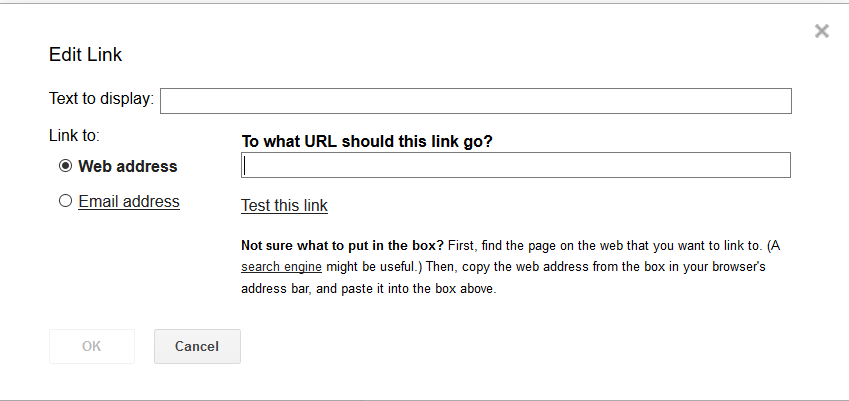 Edit Link
Text to display:
Link to:
To what URL should this link go?
Web address
Email address
Test this link
Not sure what to put in the box? First, find the page on the web that you want to link to. (A
search engine might be useful.) Then, copy the web address from the box in your browser's
address bar, and paste it into the box above.
OK
Cancel